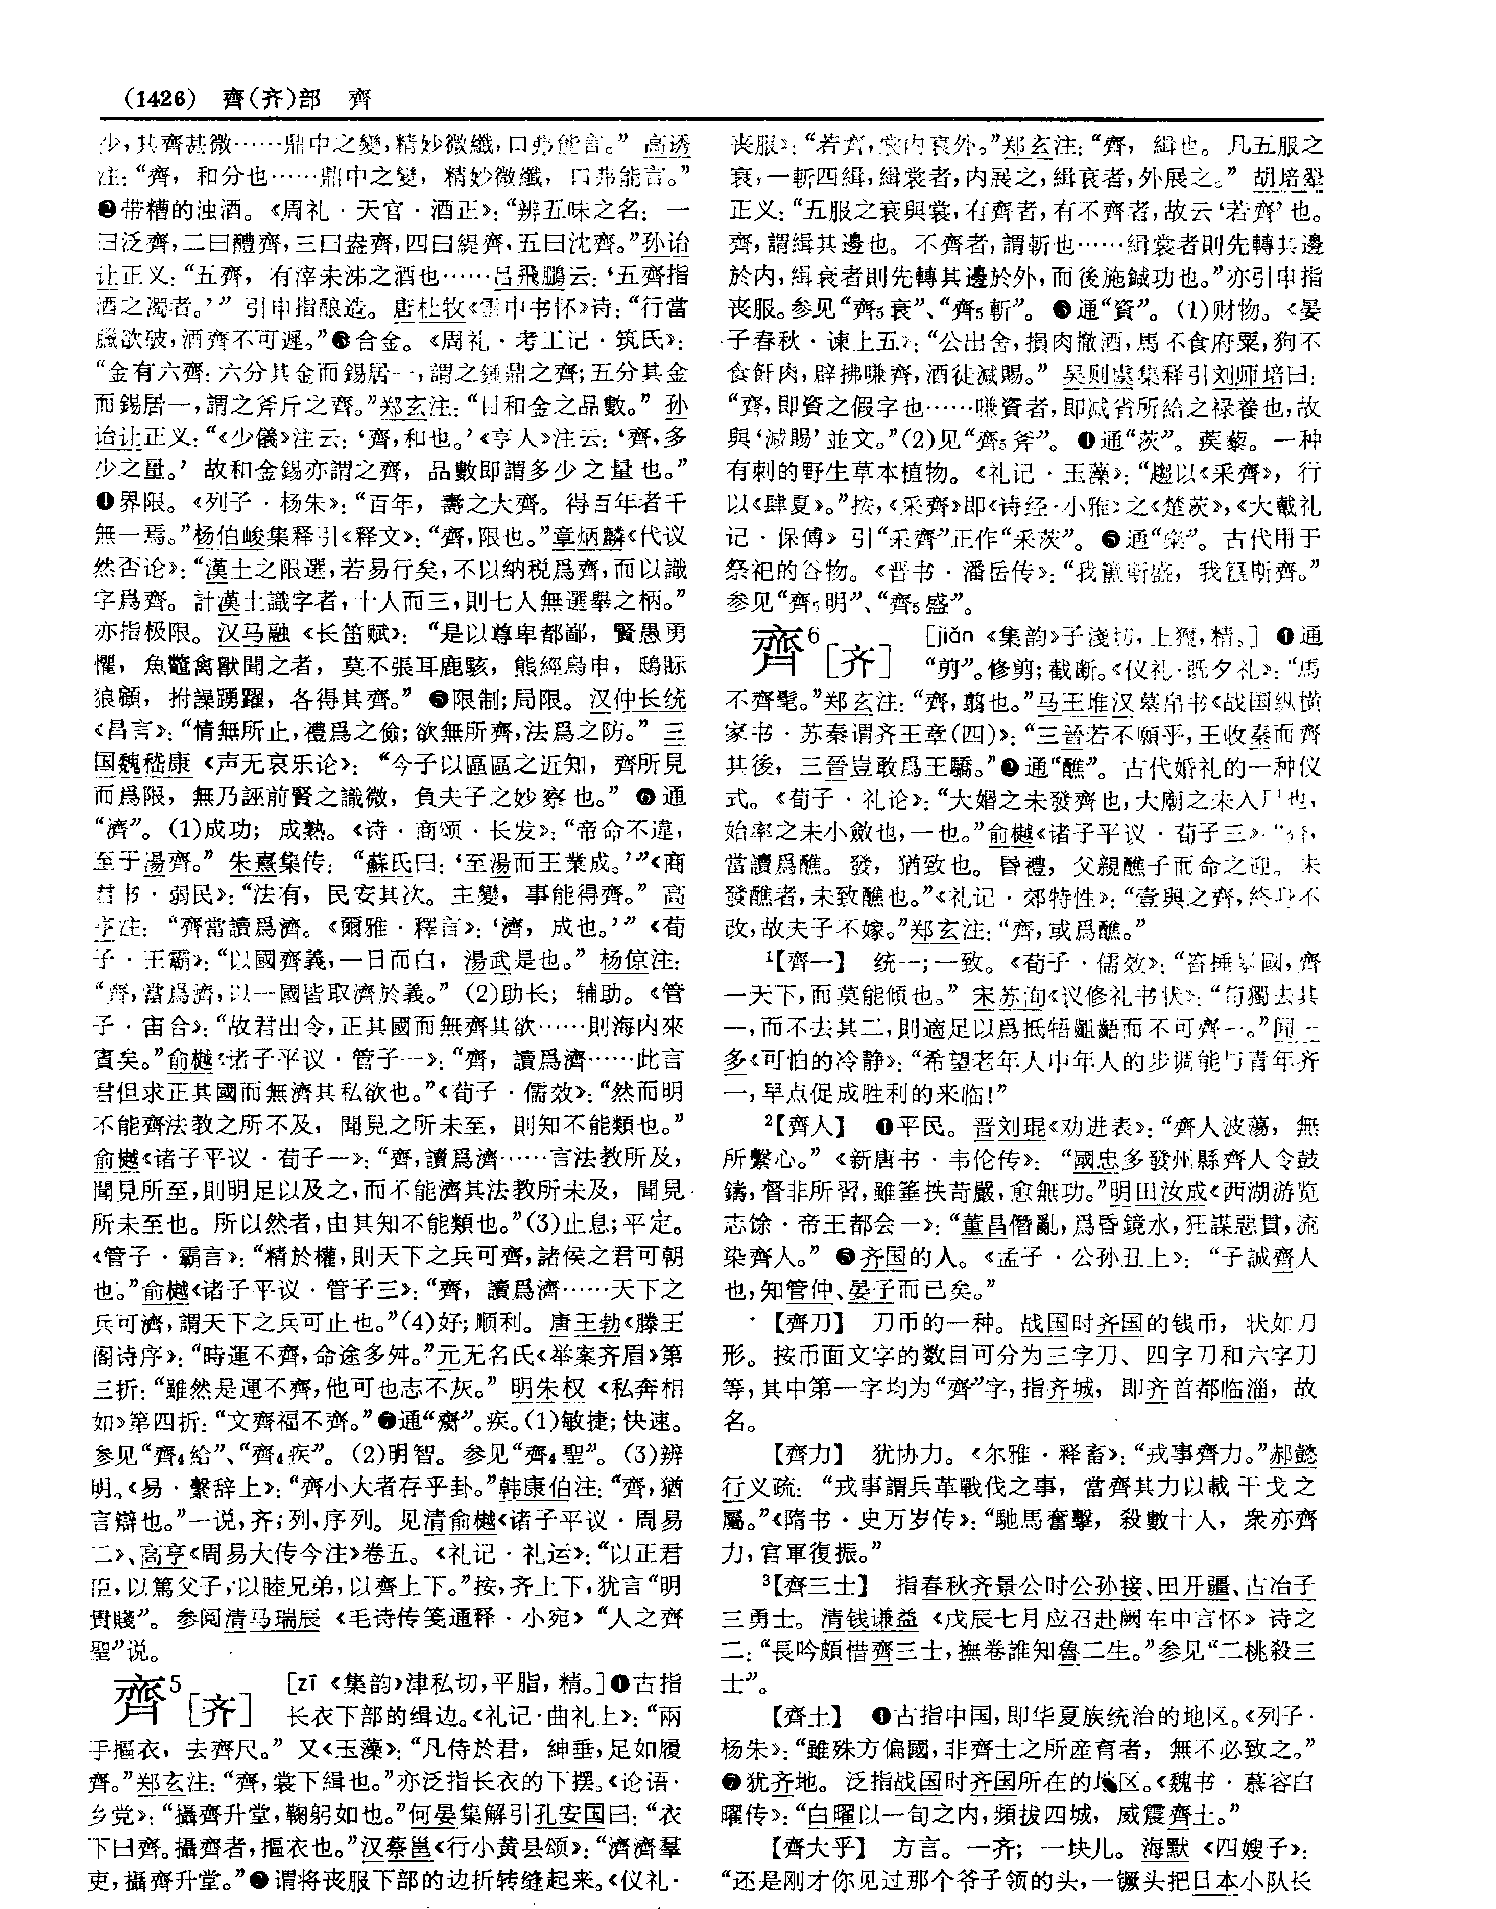 (1426) 齊(齐)部 齊
少,其齊甚微……鼎中之變,精妙微纖,口弗能言。” 高诱
注:“齊,和分也……鼎中之變,精妙微纖,口弗能言。”
❷带糟的浊酒。《周礼·天官·酒正》:“辨五味之名:一
曰泛齊,二曰醴齊,三曰盎齊,四曰緹齊,五曰沈齊。”孙诒
让正义:“五齊,有滓未泲之酒也……吕飛鵬云:‘五齊指
酒之濁者。’” 引申指酿造。唐杜牧《雲中书怀》诗:“行當
臘欲破,酒齊不可遲。”❸合金。《周礼·考工记·筑氏》:
“金有六齊:六分其金而錫居一,謂之鍾鼎之齊;五分其金
而錫居一,謂之斧斤之齊。”郑玄注:“目和金之品數。” 孙
诒让正义:“《少儀》注云:‘齊,和也。’《亨人》注云:‘齊,多
少之量。’ 故和金錫亦謂之齊,品數即謂多少之量也。”
❹界限。《列子·杨朱》:“百年,壽之大齊。得百年者千
無一焉。”杨伯峻集释引《释文》:“齊,限也。”章炳麟《代议
然否论》:“漢土之限選,若易行矣,不以納税爲齊,而以識
字爲齊。計漢土識字者,十人而三,則七人無選舉之柄。”
亦指极限。汉马融《长笛赋》:“是以尊卑都鄙,賢愚勇
懼,魚鼈禽獸聞之者,莫不張耳鹿駭,熊經鳥申,鴟眎
狼顧,拊譟踴躍,各得其齊。” ❺限制;局限。汉仲长统
《昌言》:“情無所止,禮爲之儉;欲無所齊,法爲之防。” 三
国魏嵇康《声无哀乐论》:“今子以區區之近知,齊所見
而爲限,無乃誣前賢之識微,負夫子之妙察也。” ❻通
“濟”。(1)成功;成熟。《诗·商颂·长发》:“帝命不違,
至于湯齊。” 朱熹集传:“蘇氏曰:‘至湯而王業成。’”《商
君书·弱民》:“法有,民安其次。主變,事能得齊。” 高
亨注:“齊當讀爲濟。《爾雅·釋言》:‘濟,成也。’” 《荀
子·王霸》:“以國齊義,一日而白,湯武是也。” 杨倞注:
“齊,當爲濟,以一國皆取濟於義。” (2)助长;辅助。《管
子·宙合》:“故君出令,正其國而無齊其欲……則海内來
賓矣。”俞樾《诸子平议·管子一》:“齊,讀爲濟……此言
君但求正其國而無濟其私欲也。”《荀子·儒效》:“然而明
不能齊法教之所不及,聞見之所未至,則知不能類也。”
俞樾《诸子平议·荀子一》:“齊,讀爲濟……言法教所及,
聞見所至,則明足以及之,而不能濟其法教所未及,聞見
所未至也。所以然者,由其知不能類也。”(3)止息;平定。
《管子·霸言》:“精於權,則天下之兵可齊,諸侯之君可朝
也。”俞樾《诸子平议·管子三》:“齊,讀爲濟……天下之
兵可濟,謂天下之兵可止也。”(4)好;顺利。唐王勃《滕王
阁诗序》:“時運不齊,命途多舛。”元无名氏《举案齐眉》第
三折:“雖然是運不齊,他可也志不灰。” 明朱权《私奔相
如》第四折:“文齊福不齊。”❼通“齌”。疾。(1)敏捷;快速。
参见“齊4給”、“齊4疾”。(2)明智。参见“齊4聖”。(3)辨
明。《易·繫辞上》:“齊小大者存乎卦。”韩康伯注:“齊,猶
言辯也。”一说,齐;列,序列。见清俞樾《诸子平议·周易
二》、高亨《周易大传今注》卷五。《礼记·礼运》:“以正君
臣,以篤父子,以睦兄弟,以齊上下。”按,齐上下,犹言“明
贵賤”。参阅清马瑞辰《毛诗传笺通释·小宛》“人之齊
聖”说。
齊5[齐] [zī 《集韵》津私切,平脂,精。]❶古指
长衣下部的缉边。《礼记·曲礼上》:“兩
手摳衣,去齊尺。” 又《玉藻》:“凡侍於君,紳垂,足如履
齊。”郑玄注:“齊,裳下緝也。”亦泛指长衣的下摆。《论语·
乡党》:“攝齊升堂,鞠躬如也。”何晏集解引孔安国曰:“衣
下曰齊。攝齊者,摳衣也。”汉蔡邕《行小黄县颂》:“濟濟羣
吏,攝齊升堂。”❷谓将丧服下部的边折转缝起来。《仪礼·
丧服》:“若齊,裳内衰外。”郑玄注:“齊,緝也。凡五服之
衰,一斬四緝,緝裳者,内展之,緝衰者,外展之。” 胡培翚
正义:“五服之衰與裳,有齊者,有不齊者,故云‘若齊’也。
齊,謂緝其邊也。不齊者,謂斬也……緝裳者則先轉其邊
於内,緝衰者則先轉其邊於外,而後施鍼功也。”亦引申指
丧服。参见“齊5衰”、“齊5斬”。❸通“資”。(1)财物。《晏
子春秋·谏上五》:“公出舍,損肉撤酒,馬不食府粟,狗不
食飦肉,辟拂嗛齊,酒徒減賜。” 吴则虞集释引刘师培曰:
“齊,即資之假字也……嗛資者,即減省所給之禄養也,故
與‘減賜’並文。”(2)见“齊5斧”。❹通“茨”。蒺藜。一种
有刺的野生草本植物。《礼记·玉藻》:“趨以《采齊》,行
以《肆夏》。”按,《采齊》即《诗经·小雅》之《楚茨》,《大戴礼
记·保傅》引“采齊”正作“采茨”。❺通“粢”。古代用于
祭祀的谷物。《晋书·潘岳传》:“我簠斯盛,我簋斯齊。”
参见“齊5明”、“齊5盛”。
齊6[齐] [jiǎn 《集韵》子淺切,上獮,精。] ❶通
“剪”。修剪;截断。《仪礼·既夕礼》:“馬
不齊髦。”郑玄注:“齊,翦也。”马王堆汉墓帛书《战国纵横
家书·苏秦谓齐王章(四)》:“三晉若不願乎,王收秦而齊
其後,三晉豈敢爲王驕。”❷通“醮”。古代婚礼的一种仪
式。《荀子·礼论》:“大婚之未發齊也,大廟之未入尸也,
始卒之未小斂也,一也。”俞樾《诸子平议·荀子三》:“齊,
當讀爲醮。發,猶致也。昏禮,父親醮子而命之迎。未
發醮者,未致醮也。”《礼记·郊特性》:“壹與之齊,終身不
改,故夫子不嫁。”郑玄注:“齊,或爲醮。”
1【齊一】 统一;一致。《荀子·儒效》:“笞捶暴國,齊
一天下,而莫能傾也。” 宋苏洵《议修礼书状》:“苟獨去其
一,而不去其二,則適足以爲抵牾齟齬而不可齊一。”闻一
多《可怕的冷静》:“希望老年人中年人的步调能与青年齐
一,早点促成胜利的来临!”
2【齊人】 ❶平民。晋刘琨《劝进表》:“齊人波蕩,無
所繫心。”《新唐书·韦伦传》:“國忠多發州縣齊人令鼓
鑄,督非所習,雖箠抶苛嚴,愈無功。”明田汝成《西湖游览
志馀·帝王都会一》:“董昌僭亂,爲昏鏡水,狂謀惡貫,流
染齊人。” ❷齐国的人。《孟子·公孙丑上》:“子誠齊人
也,知管仲、晏子而已矣。”
【齊刀】 刀币的一种。战国时齐国的钱币,状如刀
形。按币面文字的数目可分为三字刀、四字刀和六字刀
等,其中第一字均为“齊”字,指齐城,即齐首都临淄,故
名。
【齊力】 犹协力。《尔雅·释畜》:“戎事齊力。”郝懿
行义疏:“戎事謂兵革戰伐之事,當齊其力以載干戈之
屬。”《隋书·史万岁传》:“馳馬奮擊,殺數十人,衆亦齊
力,官軍復振。”
3【齊三士】 指春秋齐景公时公孙接、田开疆、古冶子
三勇士。清钱谦益《戊辰七月应召赴阙车中言怀》诗之
二:“長吟頗惜齊三士,撫卷誰知魯二生。”参见“二桃殺三
士”。
【齊土】 ❶古指中国,即华夏族统治的地区。《列子·
杨朱》:“雖殊方偏國,非齊土之所産育者,無不必致之。”
❷犹齐地。泛指战国时齐国所在的地区。《魏书·慕容白
曜传》:“白曜以一旬之内,頻拔四城,威震齊土。”
【齊大乎】 方言。一齐;一块儿。海默《四嫂子》:
“还是刚才你见过那个爷子领的头,一镢头把日本小队长